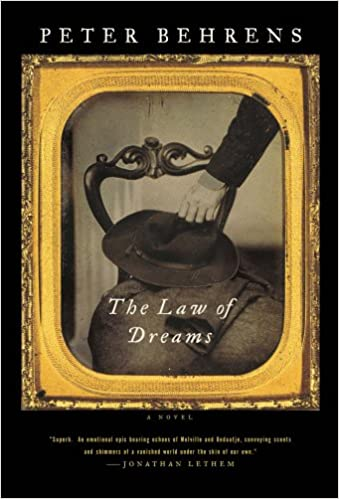 PETER BEHRENS
The Law of
Dreams
A NOVEL
"Superb. An emotional epic bearing echoes of Melville and Ondaatje, conveying scents
and shimmers of a vanished world under the skin of our own."
—JONATHAN LETHEM